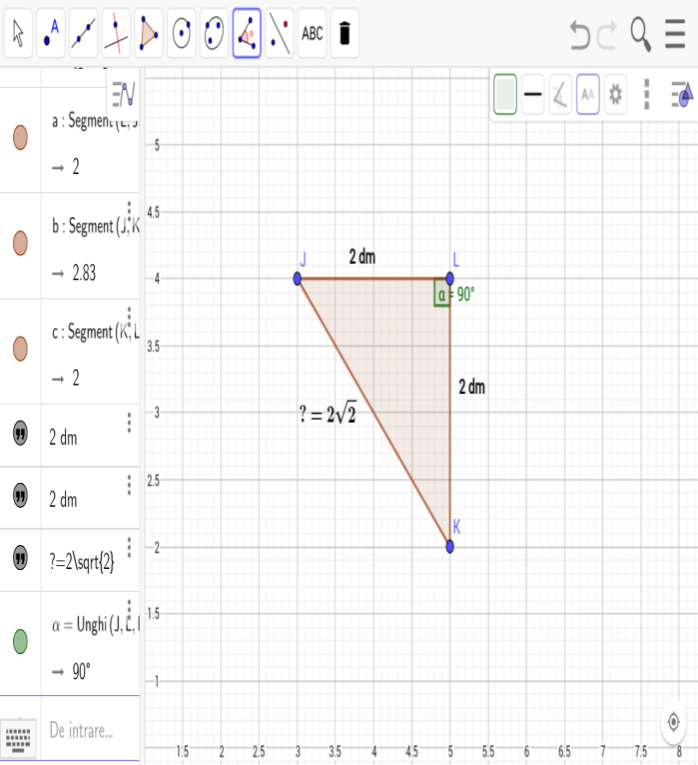 A
ABC
a : Segment (L, J
→ 2
b : Segment (J, K
→ 2.83
c : Segment (K, L
→ 2
2 dm
2 dm
?=2\sqrt{2}
α = Unghi (J, L,
→ 90°
De intrare...
AA
5
4.5
4
3.5
3
2.5
2
1.5
1
J
2 dm
L
α = 90°
2 dm
? = 2√2
K
1.5 2 2.5 3 3.5 4 4.5 5 5.5 6 6.5 7 7.5 8